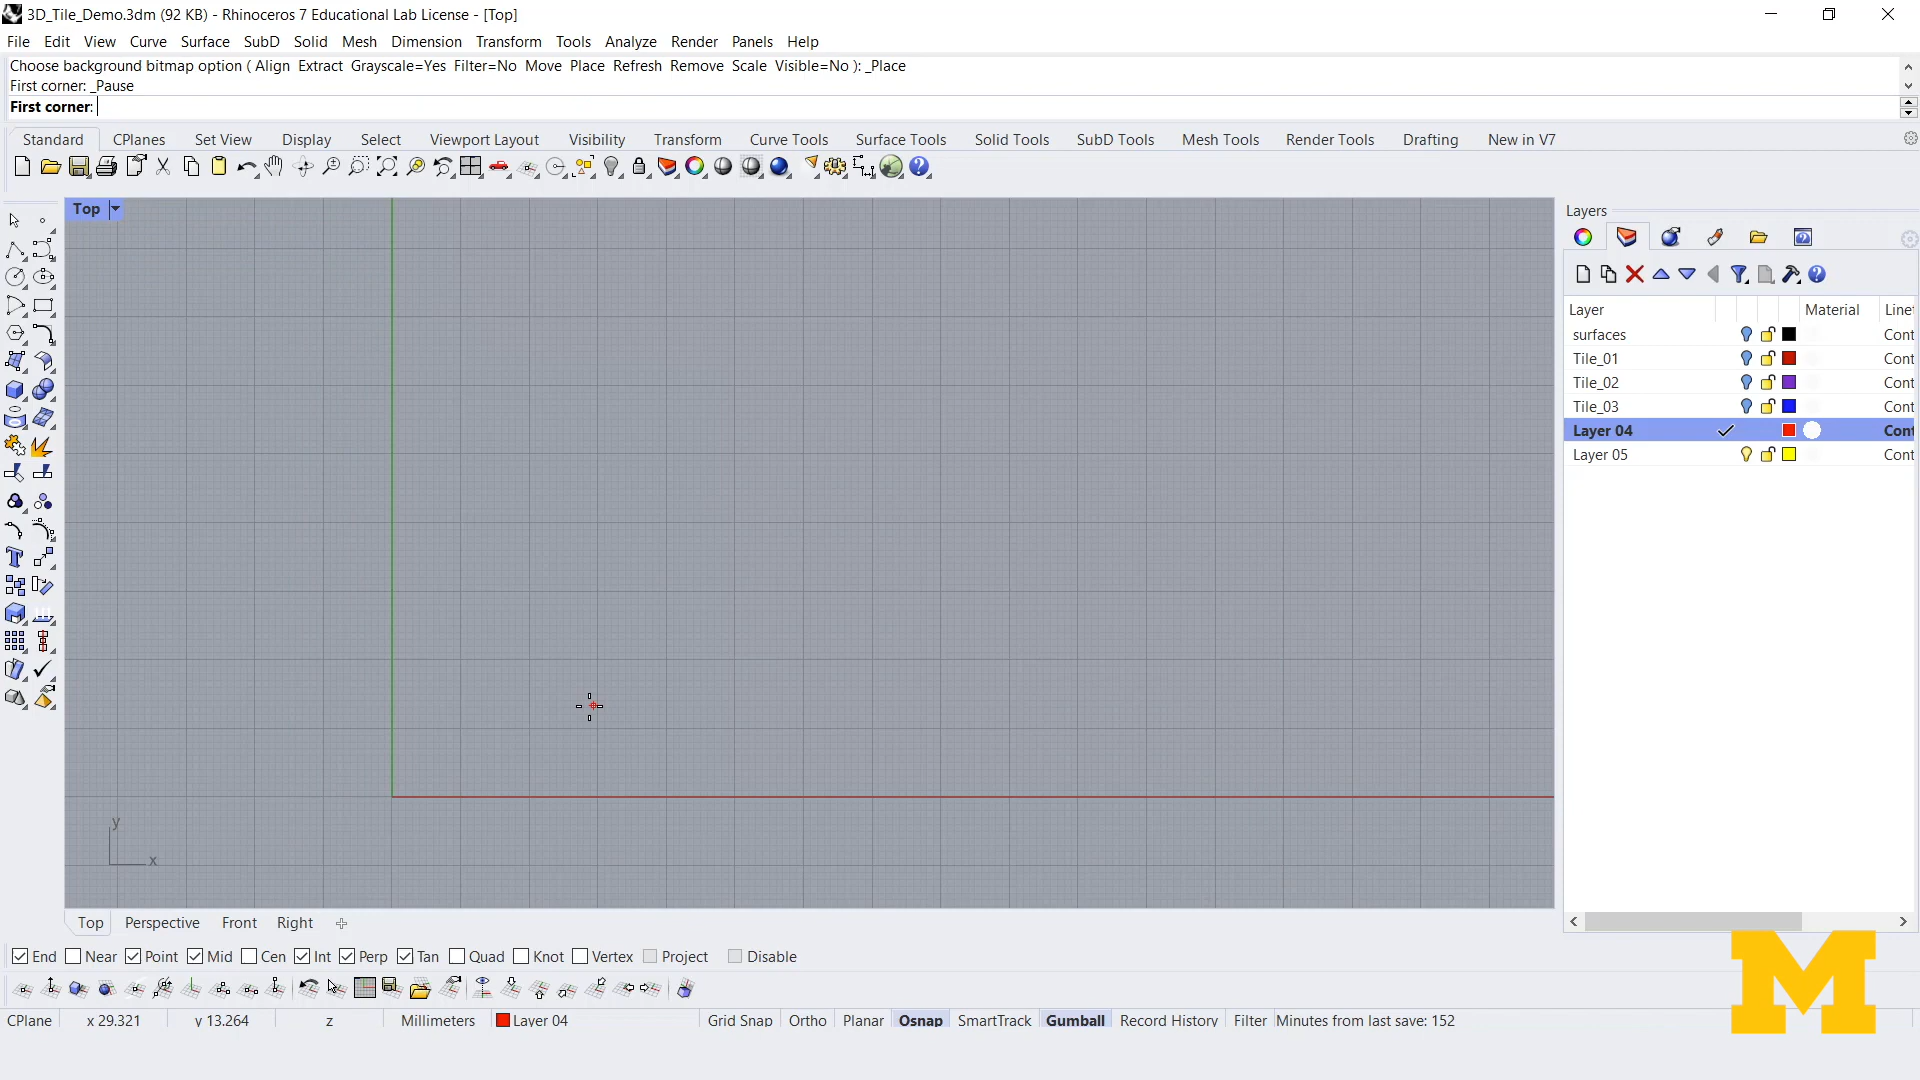 3D_Tile_Demo.3dm (92 KB) - Rhinoceros 7 Educational Lab License - [Top]
File Edit View Curve Surface SubD Solid Mesh Dimension Transform Tools Analyze Render Panels Help
Choose background bitmap option ( Align Extract Grayscale=Yes Filter=No Move Place Refresh Remove Scale Visible=No ): _Place
First corner: _Pause
First corner:
Standard CPlanes Set View Display Select Viewport Layout Visibility Transform Curve Tools Surface Tools Solid Tools SubD Tools Mesh Tools Render Tools Drafting New in V7
Top
Layers
Layer Material Linet
surfaces Cont
Tile_01 Cont
Tile_02 Cont
Tile_03 Cont
Layer 04 Cont
Layer 05 Cont
y
x
Top Perspective Front Right
End Near Point Mid Cen Int Perp Tan Quad Knot Vertex Project Disable
M
CPlane x 29.321 y 13.264 z Millimeters Layer 04 Grid Snap Ortho Planar Osnap SmartTrack Gumball Record History Filter Minutes from last save: 152